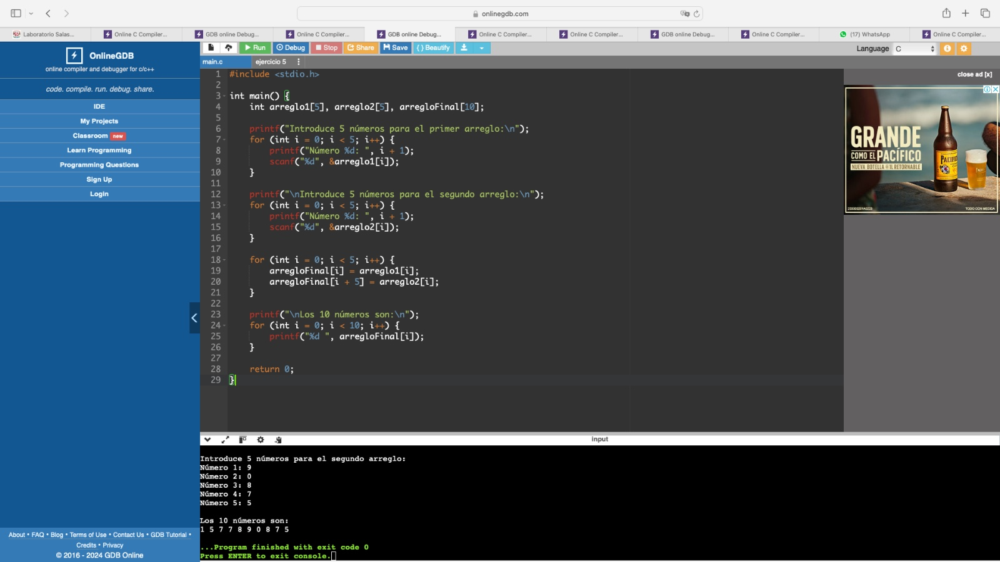 onlinegdb.com
Laboratorio Salas...
Online C Compiler...
GDB online Debug...
Online C Compiler...
GDB online Debug...
Online C Compiler...
Online C Compiler...
GDB online Debug...
Online C Compiler...
(17) WhatsApp
Online C Compiler...
OnlineGDB
online compiler and debugger for c/c++
code. compile. run. debug. share.
IDE
My Projects
Classroom new
Learn Programming
Programming Questions
Sign Up
Login
About • FAQ • Blog • Terms of Use • Contact Us • GDB Tutorial •
Credits • Privacy
© 2016 - 2024 GDB Online
Run Debug Stop Share Save { } Beautify
Language C
main.c ejercicio 5
1 #include <stdio.h>
2
3 int main() {
4     int arreglo1[5], arreglo2[5], arregloFinal[10];
5
6     printf("Introduce 5 números para el primer arreglo:\n");
7     for (int i = 0; i < 5; i++) {
8         printf("Número %d: ", i + 1);
9         scanf("%d", &arreglo1[i]);
10     }
11
12     printf("\nIntroduce 5 números para el segundo arreglo:\n");
13     for (int i = 0; i < 5; i++) {
14         printf("Número %d: ", i + 1);
15         scanf("%d", &arreglo2[i]);
16     }
17
18     for (int i = 0; i < 5; i++) {
19         arregloFinal[i] = arreglo1[i];
20         arregloFinal[i + 5] = arreglo2[i];
21     }
22
23     printf("\nLos 10 números son:\n");
24     for (int i = 0; i < 10; i++) {
25         printf("%d ", arregloFinal[i]);
26     }
27
28     return 0;
29 }
close ad [x]
GRANDE
COMO EL PACÍFICO
NUEVA BOTELLA 1L RETORNABLE
TODO CON MEDIDA
input
Introduce 5 números para el segundo arreglo:
Número 1: 9
Número 2: 0
Número 3: 8
Número 4: 7
Número 5: 5
Los 10 números son:
1 5 7 7 8 9 0 8 7 5
...Program finished with exit code 0
Press ENTER to exit console.